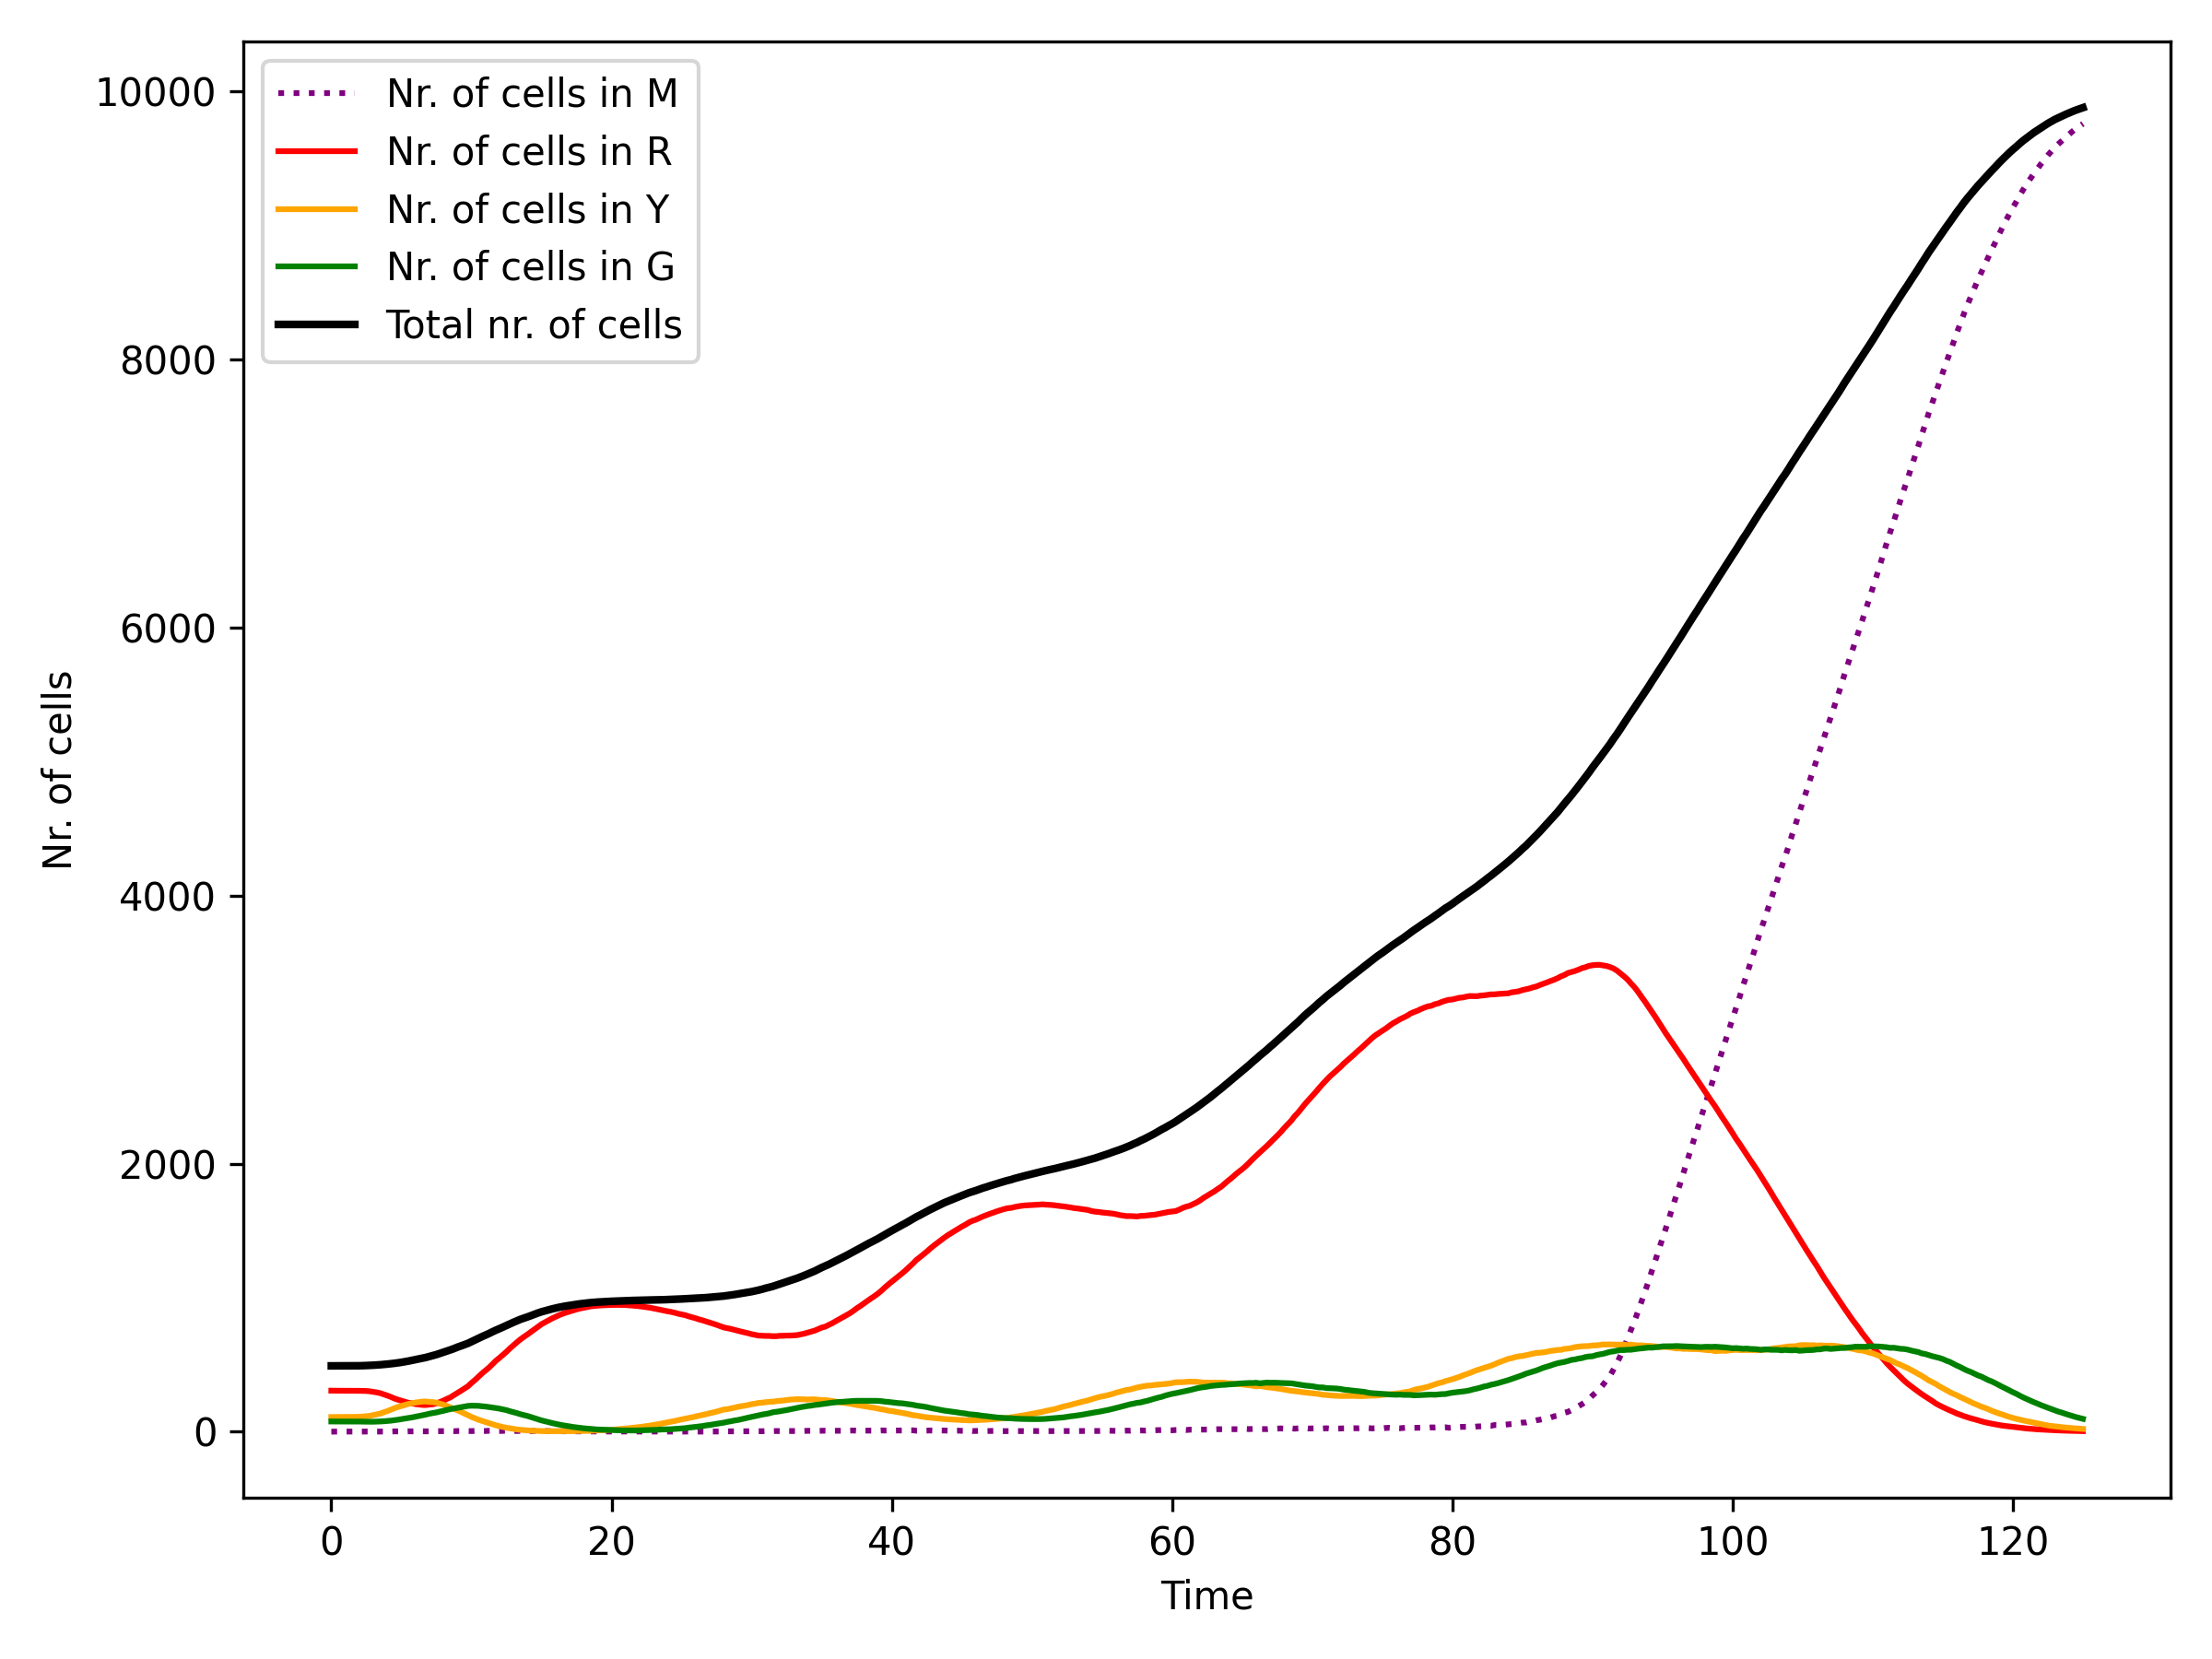 Nr. of cells in M
Nr. of cells in R
Nr. of cells in Y
Nr. of cells in G
Total nr. of cells
10000
8000
6000
4000
2000
0
Nr. of cells
0 20 40 60 80 100 120
Time